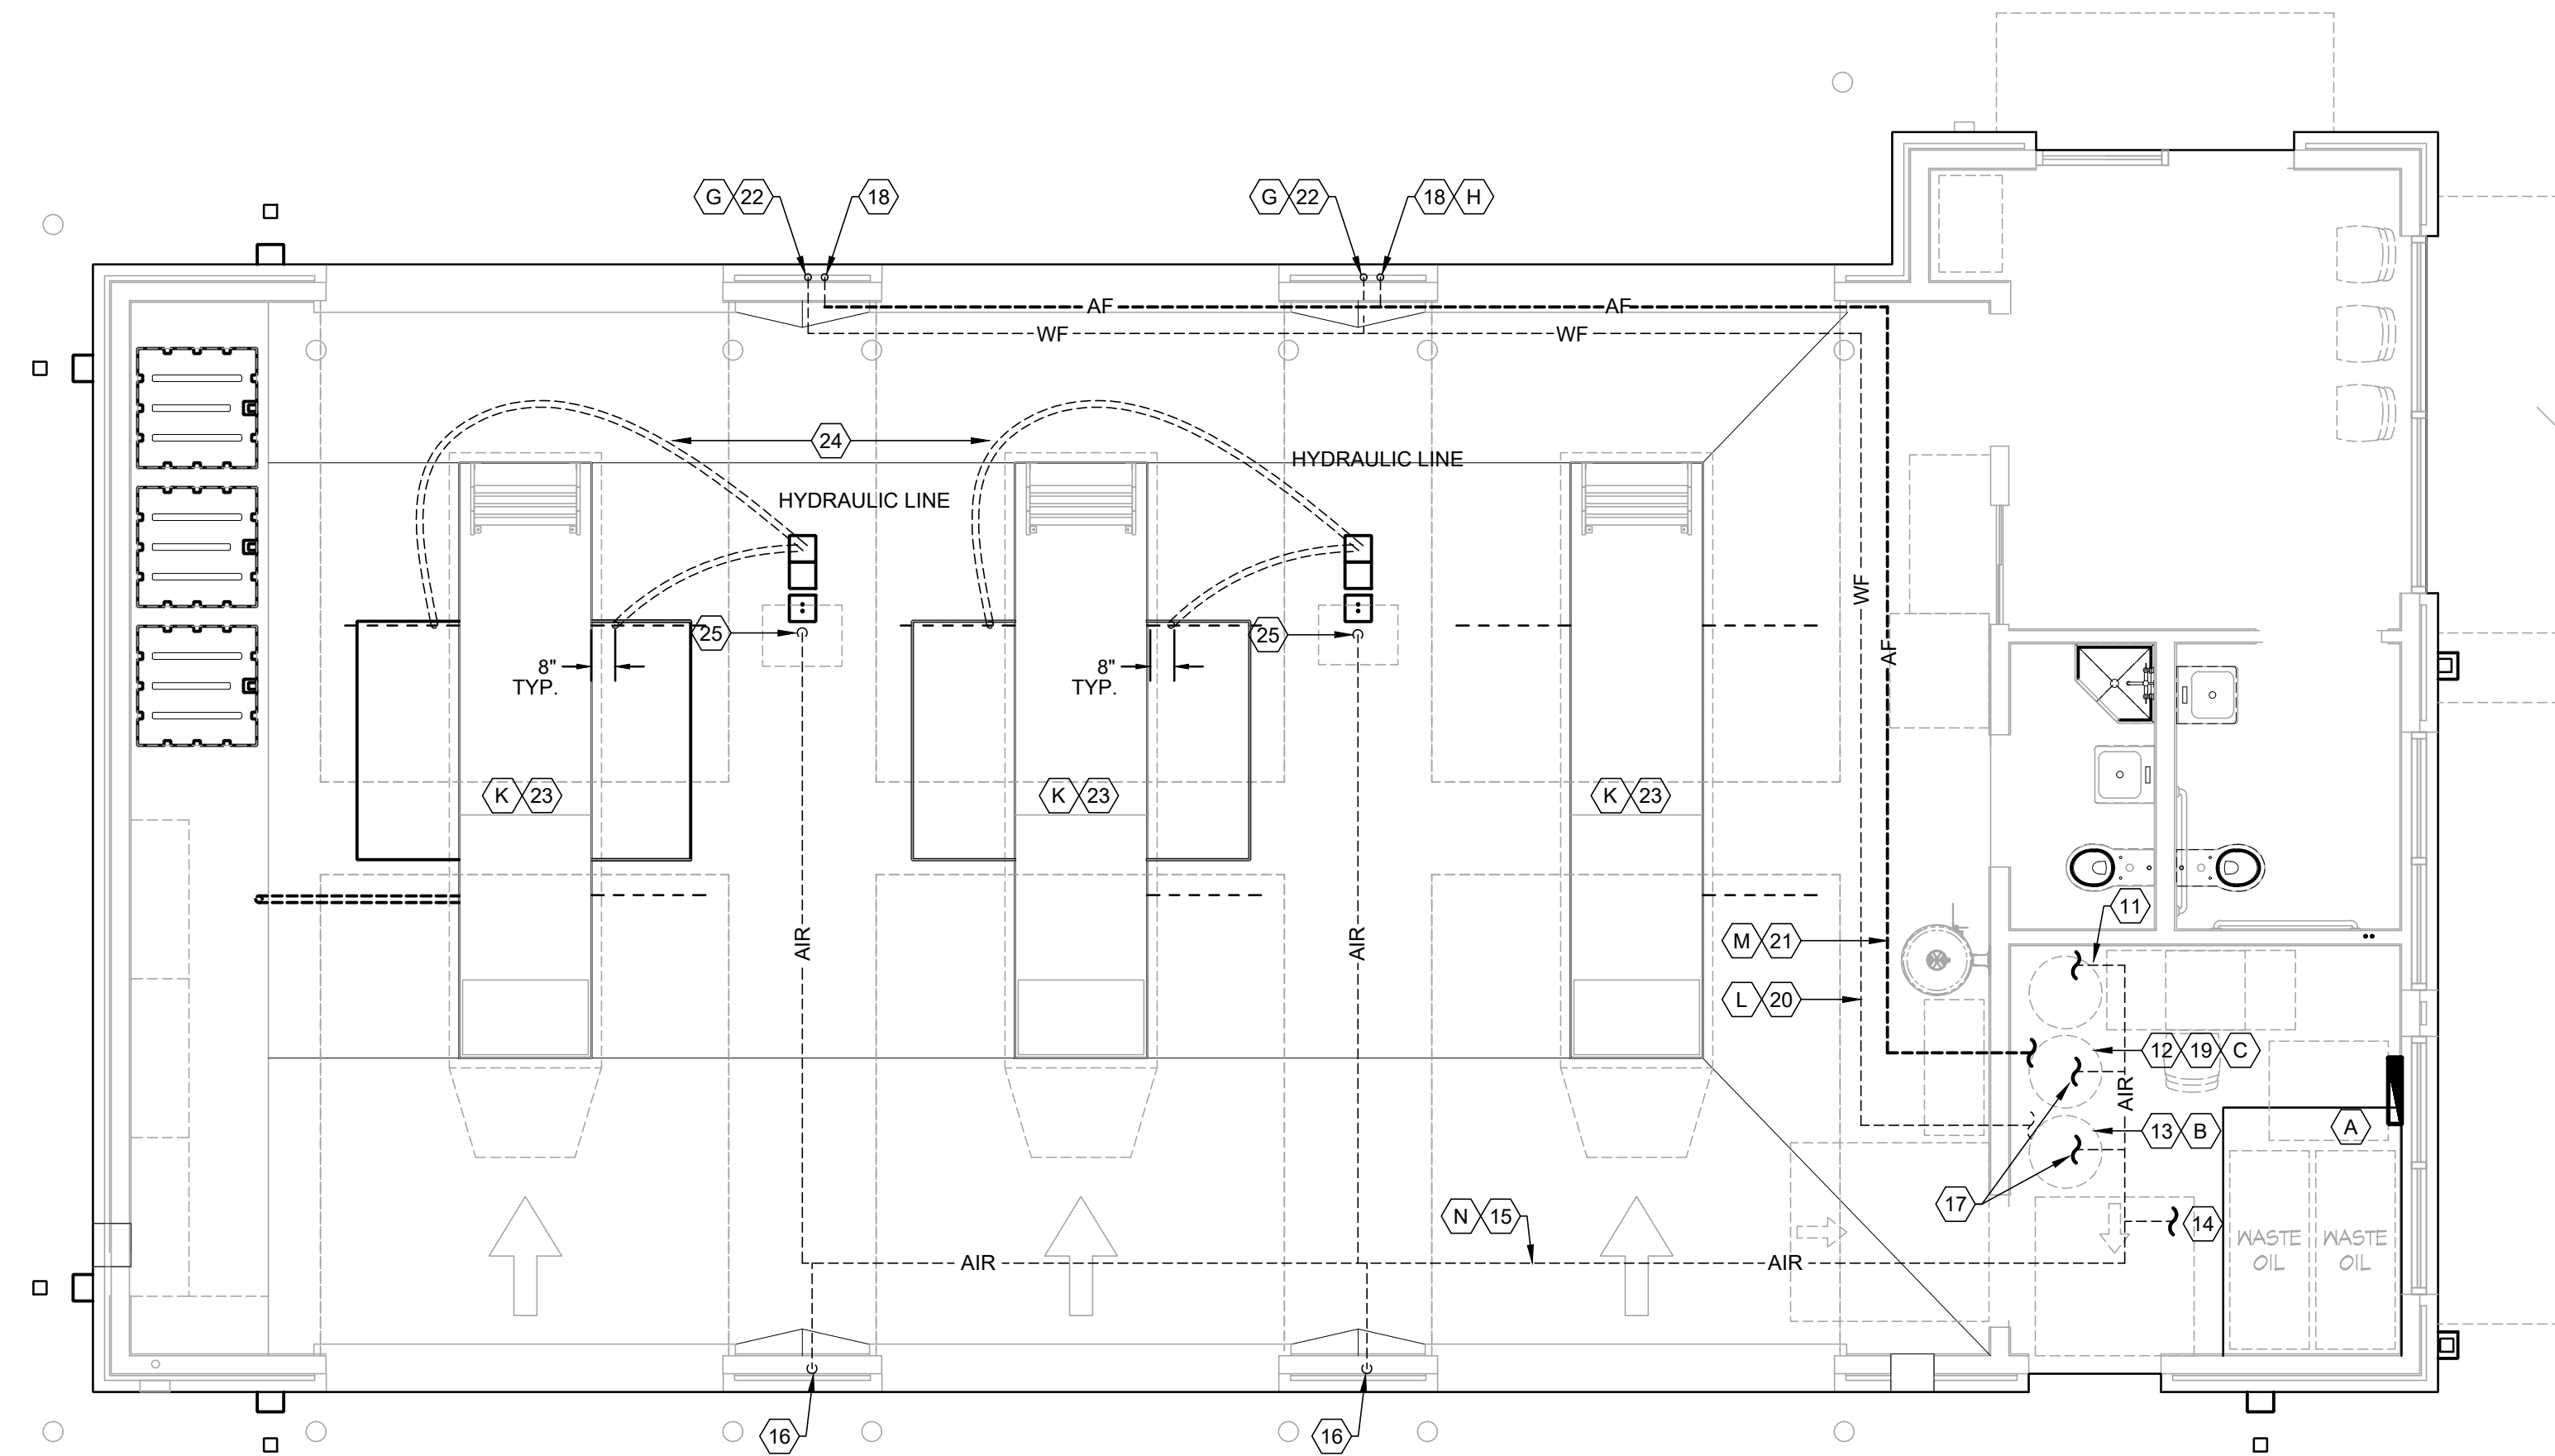 G 22
18
G 22
18 H
AF
AF
WF
WF
24
HYDRAULIC LINE
HYDRAULIC LINE
WF
25
25
AF
8"
TYP.
8"
TYP.
K 23
K 23
K 23
11
AIR
AIR
M 21
L 20
12 19 C
AIR
13 B
A
17
N 15
14
WASTE
OIL
WASTE
OIL
AIR
AIR
16
16